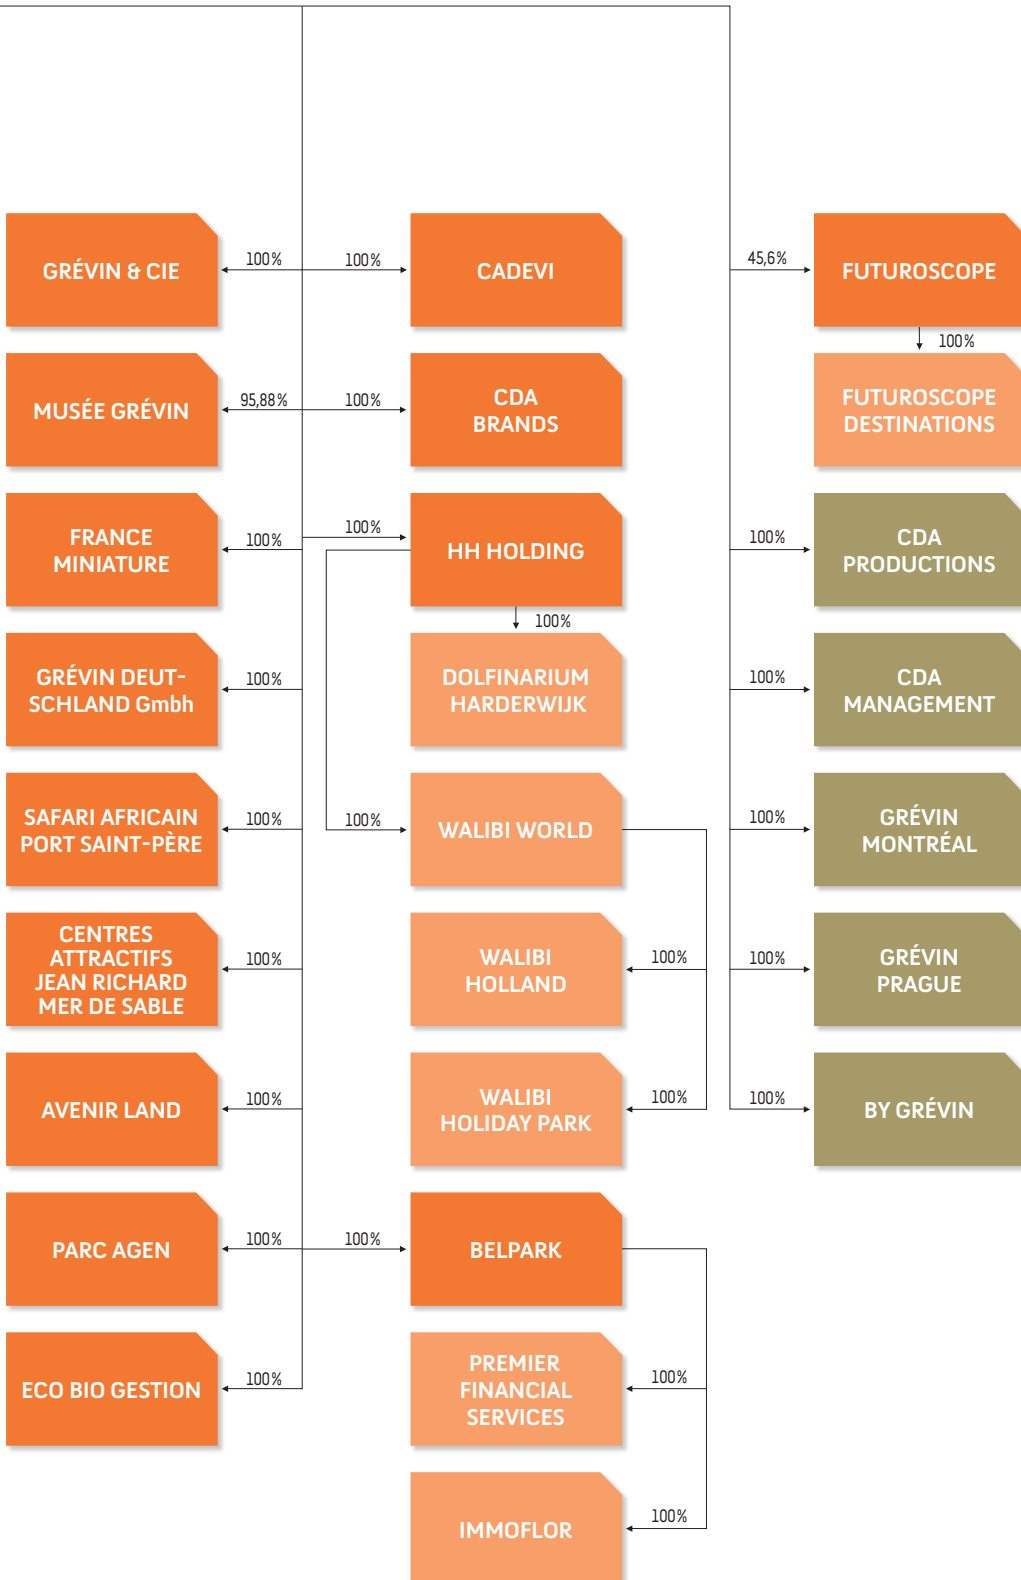 GRÉVIN & CIE
100%
100%
CADEVI
45,6%
FUTUROSCOPE
100%
MUSÉE GRÉVIN
95,88%
100%
CDA
BRANDS
FUTUROSCOPE
DESTINATIONS
FRANCE
MINIATURE
100%
100%
HH HOLDING
100%
100%
CDA
PRODUCTIONS
GRÉVIN DEUT-
SCHLAND Gmbh
100%
DOLFINARIUM
HARDERWIJK
100%
CDA
MANAGEMENT
SAFARI AFRICAIN
PORT SAINT-PÈRE
100%
100%
WALIBI WORLD
100%
GRÉVIN
MONTRÉAL
CENTRES
ATTRACTIFS
JEAN RICHARD
MER DE SABLE
100%
WALIBI
HOLLAND
100%
100%
GRÉVIN
PRAGUE
AVENIR LAND
100%
WALIBI
HOLIDAY PARK
100%
100%
BY GRÉVIN
PARC AGEN
100%
100%
BELPARK
ECO BIO GESTION
100%
PREMIER
FINANCIAL
SERVICES
100%
IMMOFLOR
100%